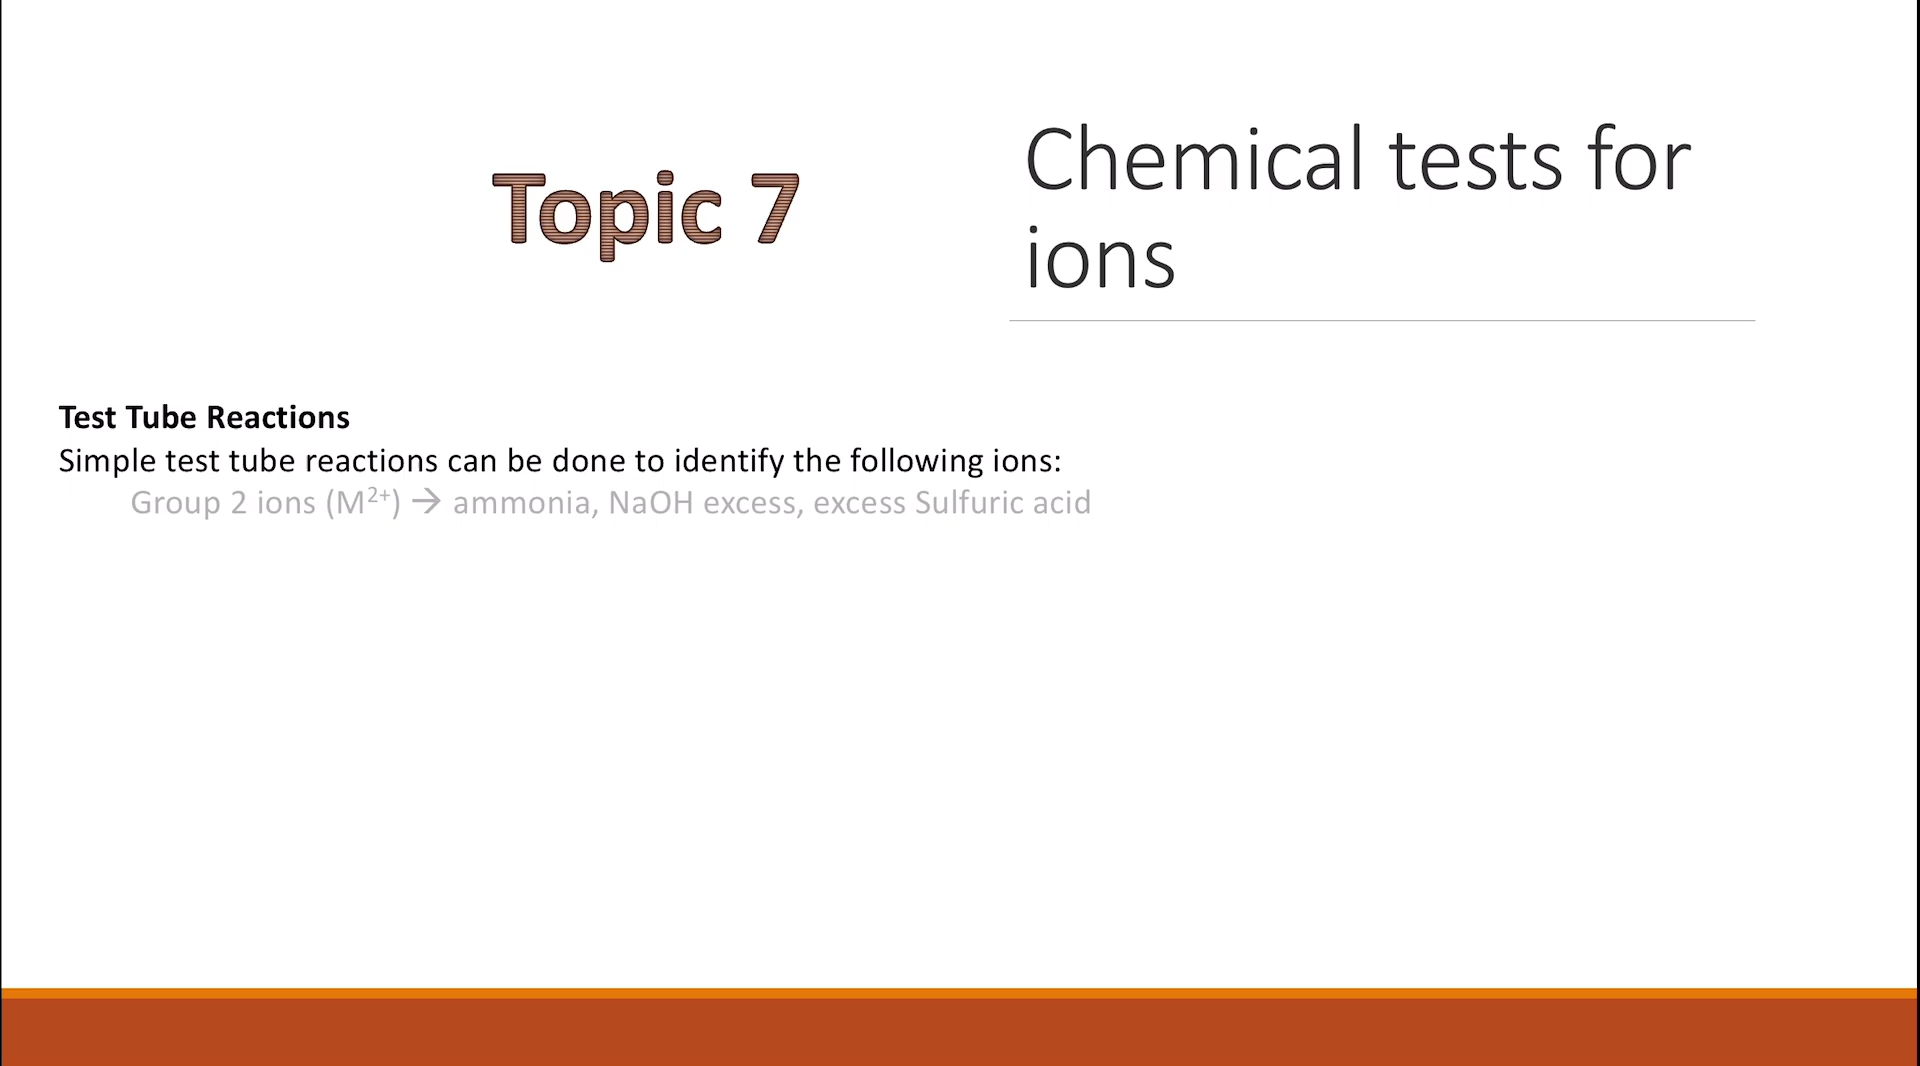 Topic 7
Chemical tests for
ions
Test Tube Reactions
Simple test tube reactions can be done to identify the following ions:
Group 2 ions (M²⁺) → ammonia, NaOH excess, excess Sulfuric acid